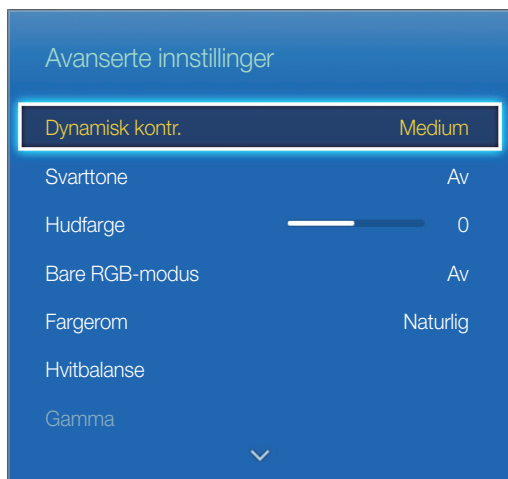 Avanserte innstillinger
Dynamisk kontr. Medium
Svarttone Av
Hudfarge 0
Bare RGB-modus Av
Fargerom Naturlig
Hvitbalanse
Gamma